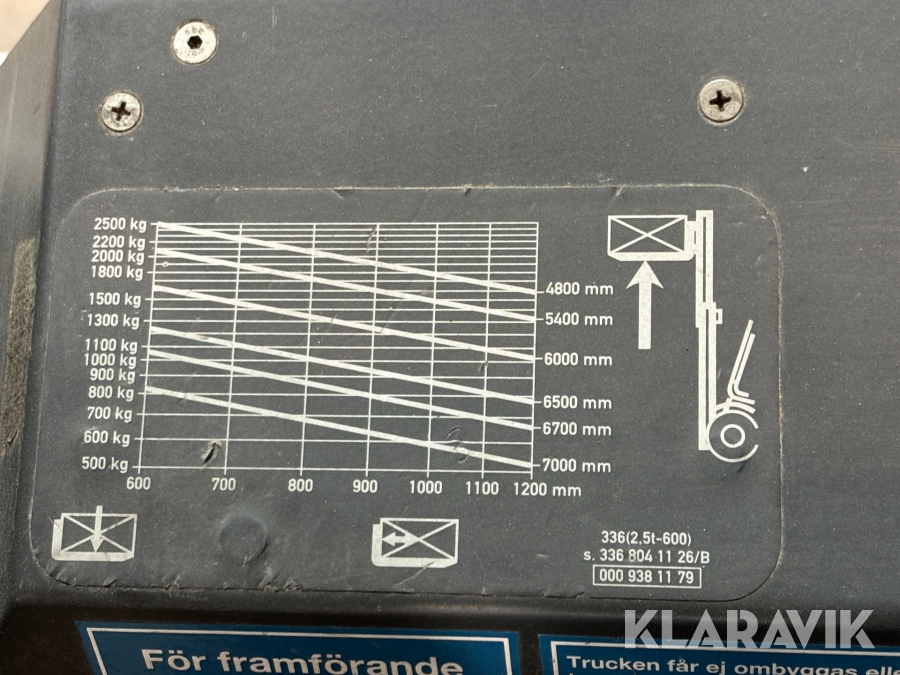 2500 kg
2200 kg
2000 kg
1800 kg
1500 kg
1300 kg
1100 kg
1000 kg
900 kg
800 kg
700 kg
600 kg
500 kg
600 700 800 900 1000 1100 1200 mm
4800 mm
5400 mm
6000 mm
6500 mm
6700 mm
7000 mm
336(2,5t-600)
s. 336 804 11 26/B
000 938 11 79
KLARAVIK
För framförande
Trucken får ej ombyggas